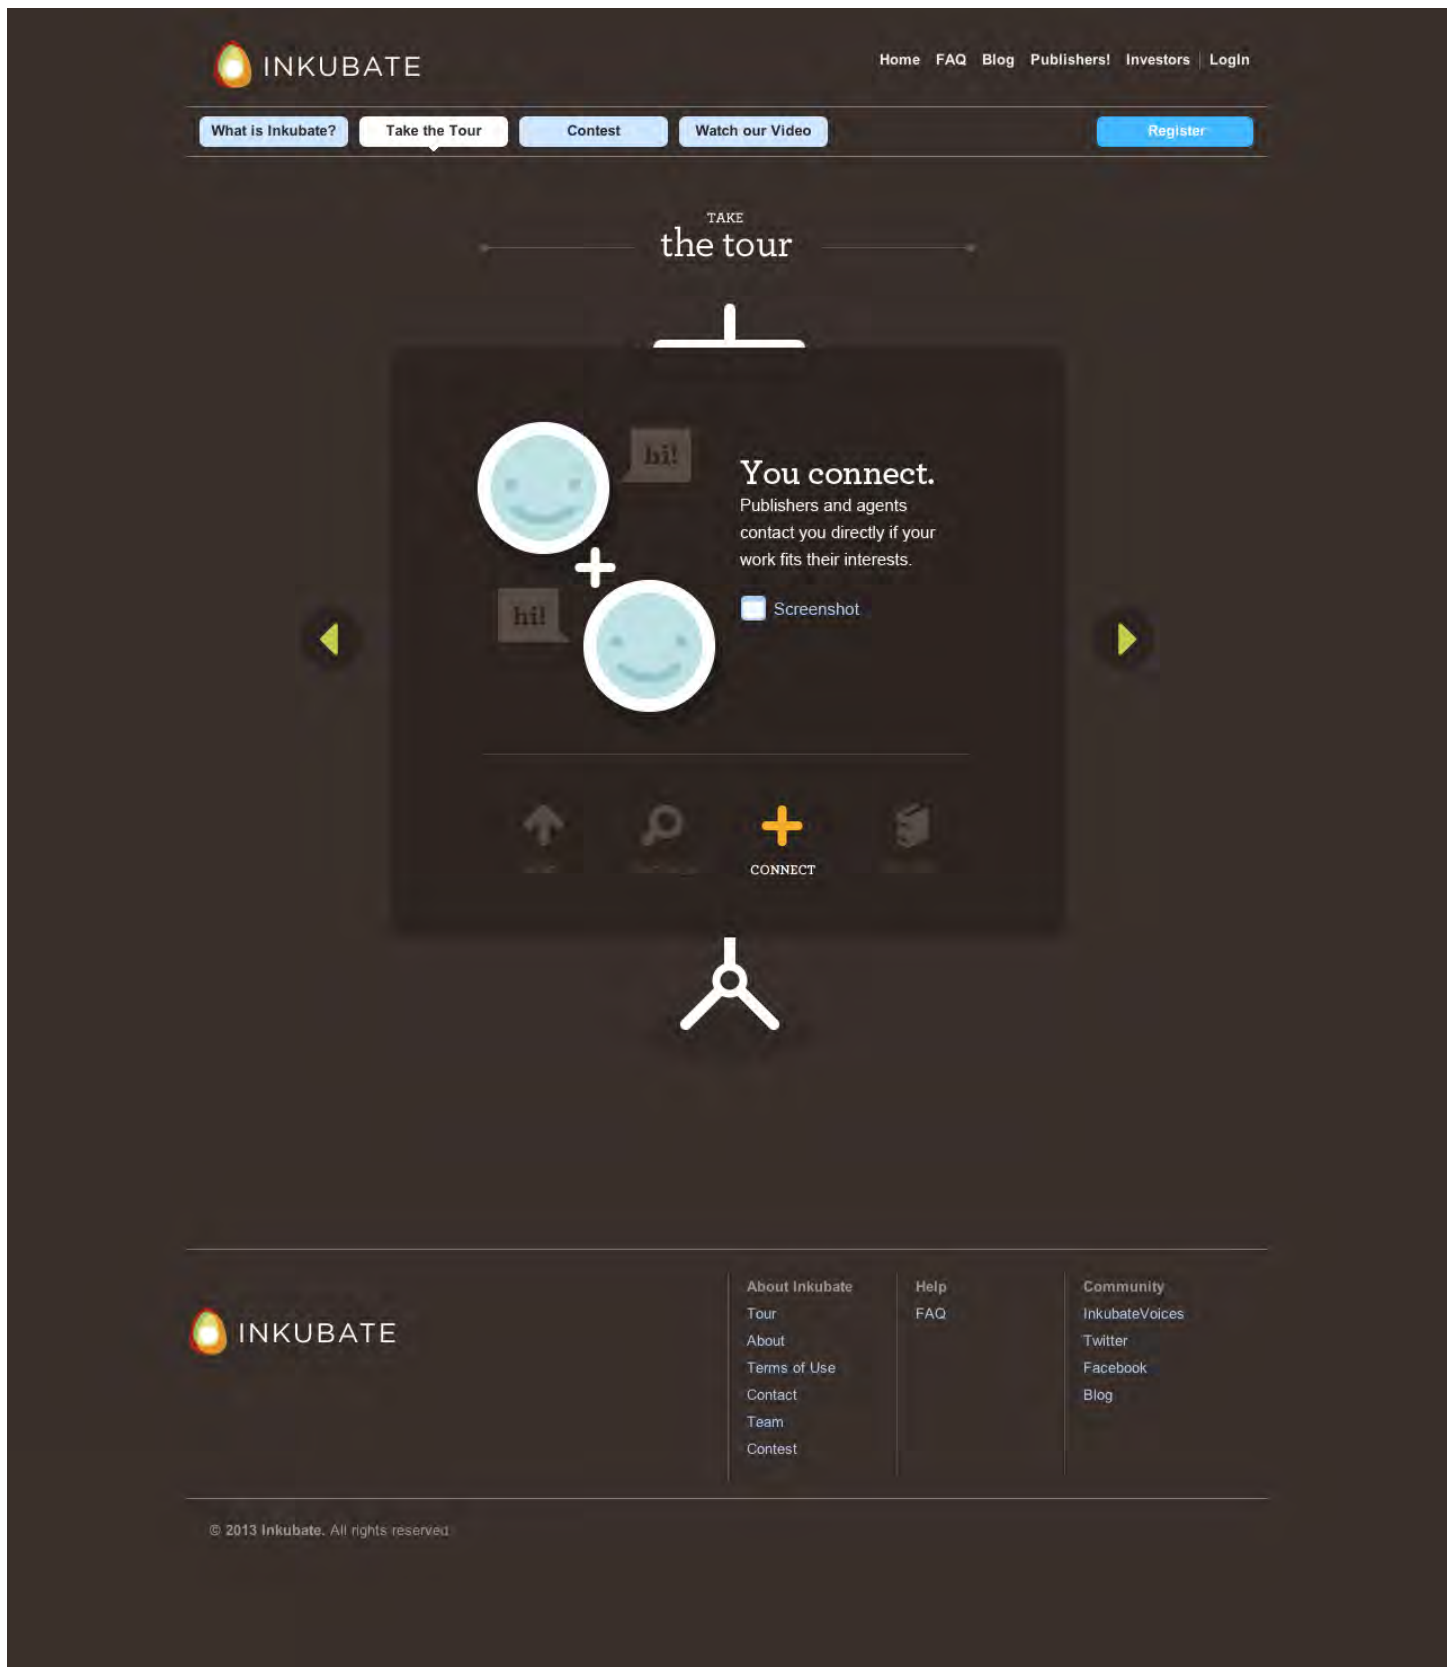 INKUBATE
Home FAQ Blog Publishers! Investors LogIn
What is Inkubate? Take the Tour Contest Watch our Video Register
TAKE
the tour
hi!
You connect.
Publishers and agents
contact you directly if your
work fits their interests.
hi!
Screenshot
CONNECT
About Inkubate Help Community
Tour FAQ InkubateVoices
INKUBATE
About Twitter
Terms of Use Facebook
Contact Blog
Team
Contest
© 2013 Inkubate. All rights reserved